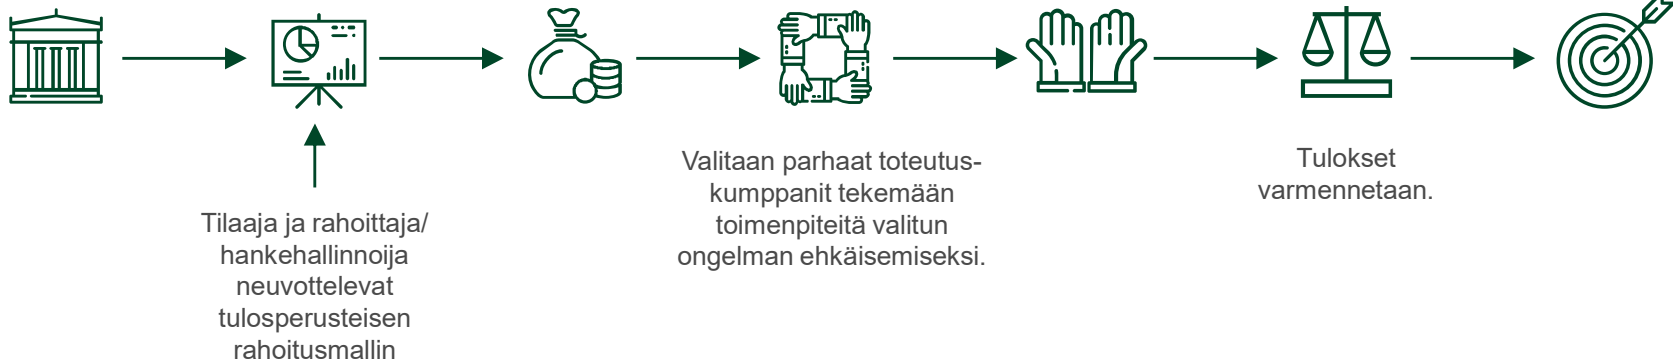 Tilaaja ja rahoittaja/
hankehallinnoija
neuvottelevat
tulosperusteisen
rahoitusmallin
Valitaan parhaat toteutus-
kumppanit tekemään
toimenpiteitä valitun
ongelman ehkäisemiseksi.
Tulokset
varmennetaan.